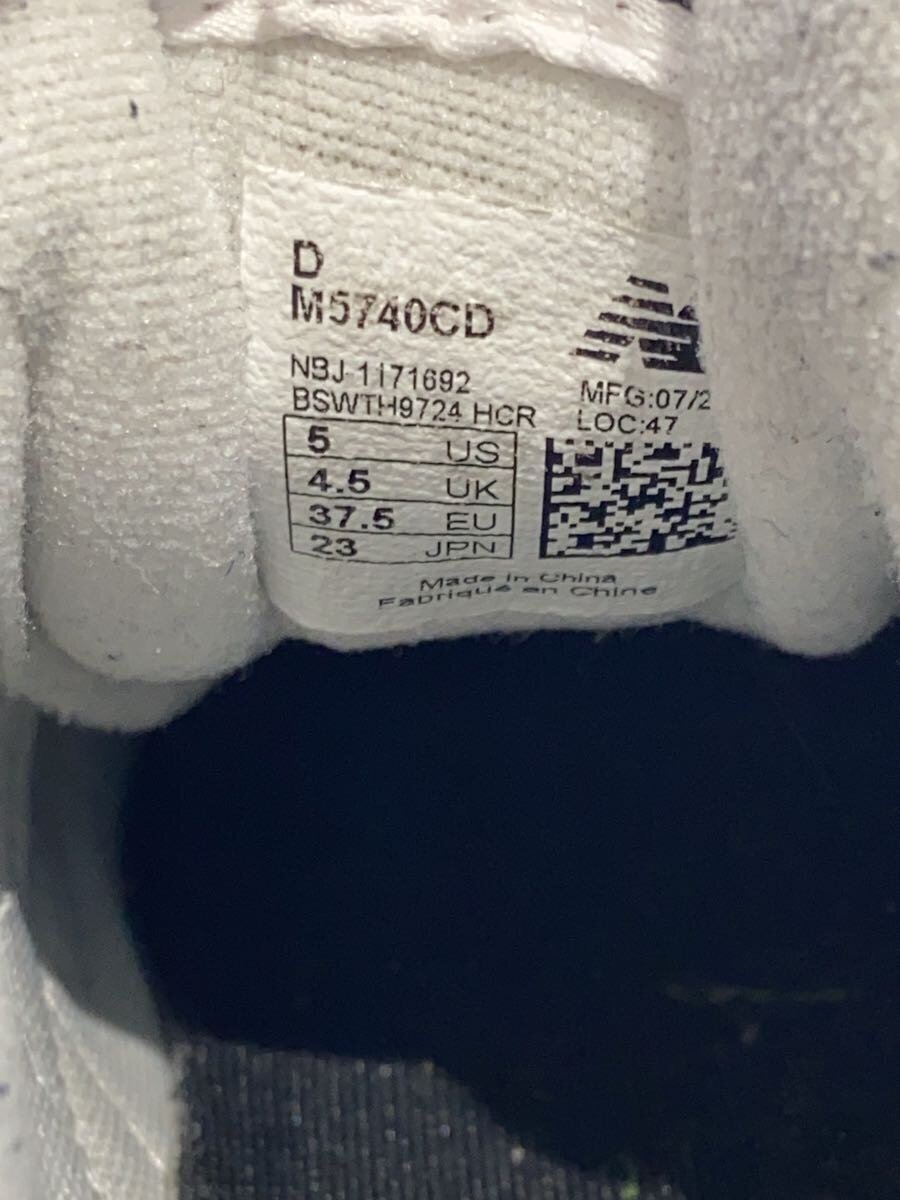 D
M5740CD
NBJ-1171692
BSWTH9724 HCR
MFG:07/2
LOC:47
5 US
4.5 UK
37.5 EU
23 JPN
Made in China
Fabriqué en Chine